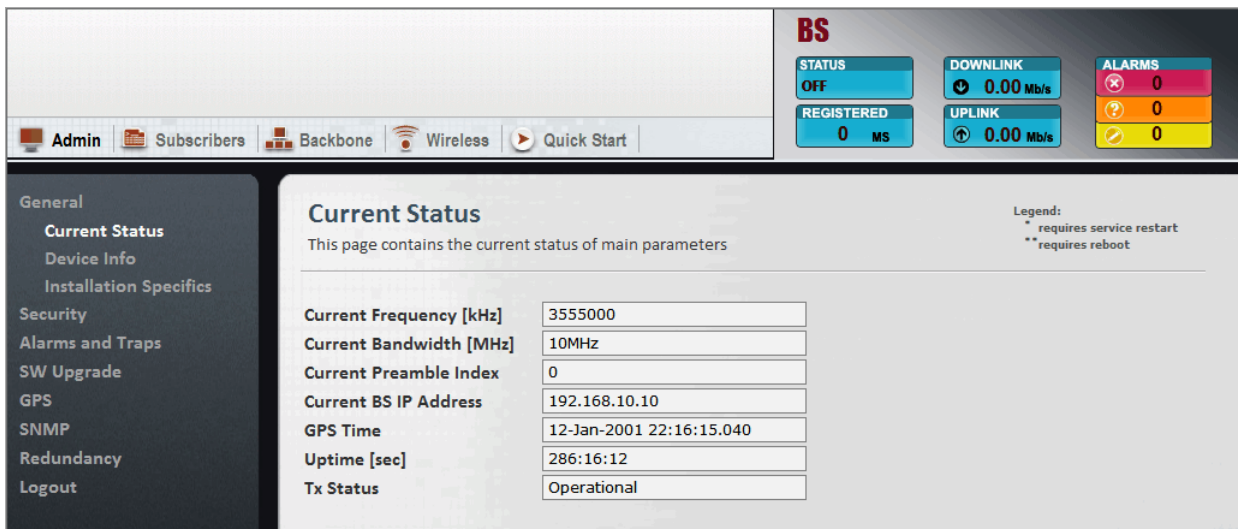 BS
STATUS
OFF
DOWNLINK
0.00 Mb/s
ALARMS
0
REGISTERED
0 MS
UPLINK
0.00 Mb/s
0
0
Admin Subscribers Backbone Wireless Quick Start
General
Current Status
Device Info
Installation Specifics
Security
Alarms and Traps
SW Upgrade
GPS
SNMP
Redundancy
Logout
Current Status
This page contains the current status of main parameters
Legend:
* requires service restart
**requires reboot
Current Frequency [kHz] 3555000
Current Bandwidth [MHz] 10MHz
Current Preamble Index 0
Current BS IP Address 192.168.10.10
GPS Time 12-Jan-2001 22:16:15.040
Uptime [sec] 286:16:12
Tx Status Operational